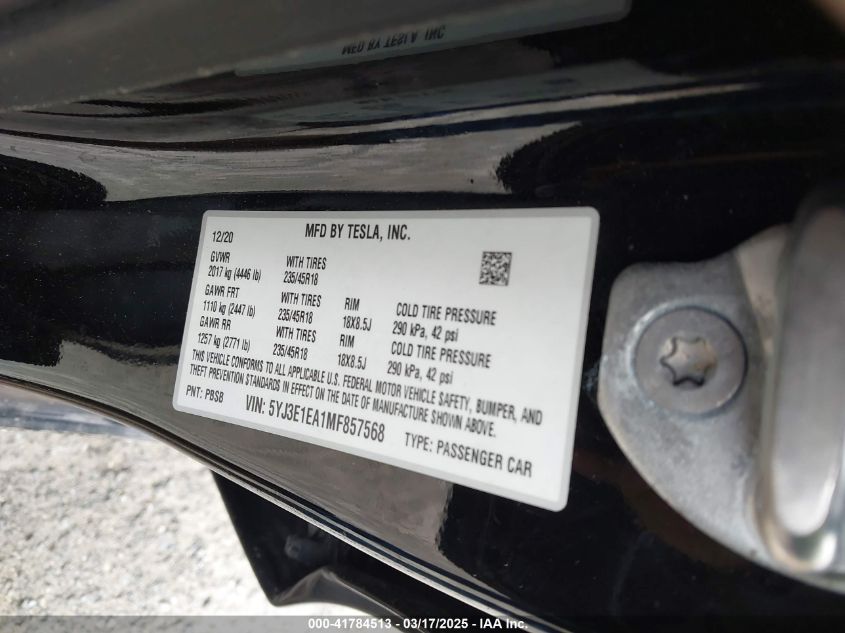 MFD BY TESLA, INC
12/20 MFD BY TESLA, INC.
GVWR WITH TIRES
2017 kg (4446 lb) 235/45R18
GAWR FRT WITH TIRES RIM COLD TIRE PRESSURE
1110 kg (2447 lb) 235/45R18 18X8.5J 290 kPa, 42 psi
GAWR RR WITH TIRES RIM COLD TIRE PRESSURE
1257 kg (2771 lb) 235/45R18 18X8.5J 290 kPa, 42 psi
THIS VEHICLE CONFORMS TO ALL APPLICABLE U.S. FEDERAL MOTOR VEHICLE SAFETY, BUMPER, AND
THEFT PREVENTION STANDARDS IN EFFECT ON THE DATE OF MANUFACTURE SHOWN ABOVE.
PNT: PBSB VIN: 5YJ3E1EA1MF857568 TYPE: PASSENGER CAR
000-41784513 - 03/17/2025 - IAA Inc.